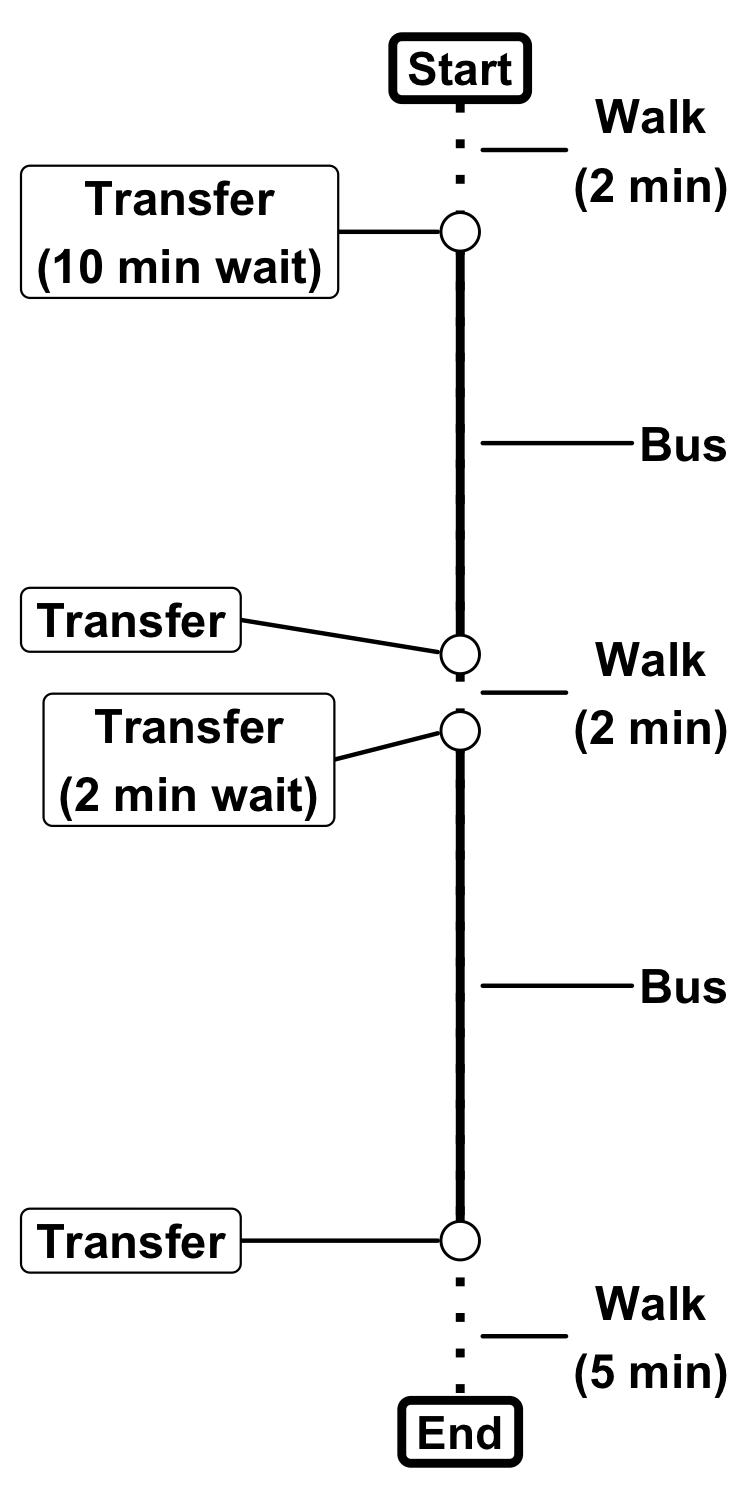 Start
Walk
(2 min)
Transfer
(10 min wait)
Bus
Transfer
Walk
(2 min)
Transfer
(2 min wait)
Bus
Transfer
Walk
(5 min)
End